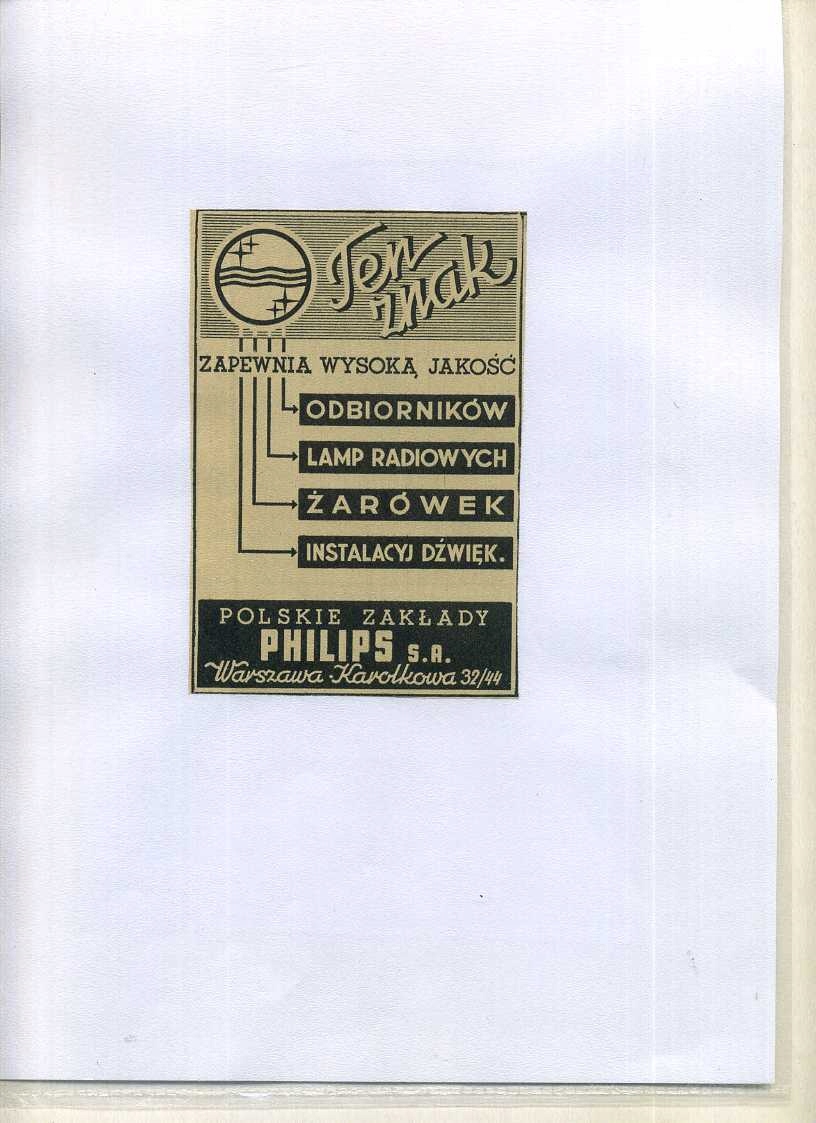 Ten
znak
ZAPEWNIA WYSOKĄ JAKOŚĆ
ODBIORNIKÓW
LAMP RADIOWYCH
ŻARÓWEK
INSTALACYJ DŹWIĘK.
POLSKIE ZAKŁADY
PHILIPS S.A.
Warszawa · Karolkowa 32/44